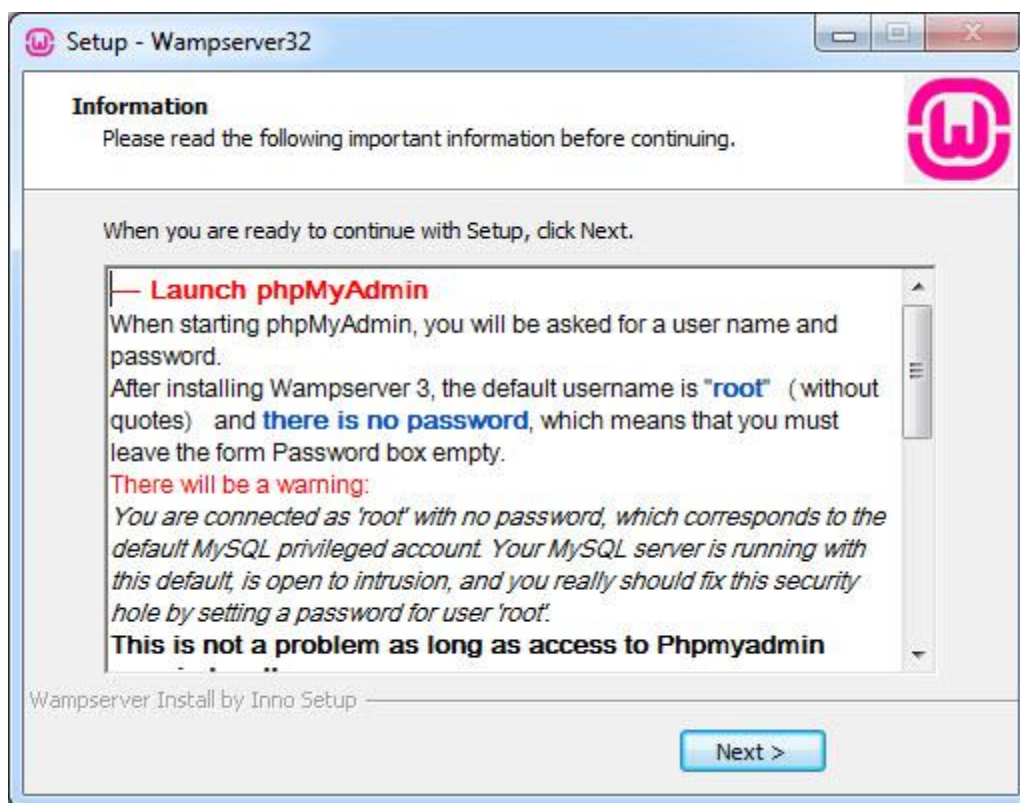 Setup - Wampserver32
Information
Please read the following important information before continuing.
When you are ready to continue with Setup, click Next.
— Launch phpMyAdmin
When starting phpMyAdmin, you will be asked for a user name and
password.
After installing Wampserver 3, the default username is "root" (without
quotes) and there is no password, which means that you must
leave the form Password box empty.
There will be a warning:
You are connected as 'root' with no password, which corresponds to the
default MySQL privileged account. Your MySQL server is running with
this default, is open to intrusion, and you really should fix this security
hole by setting a password for user 'root'.
This is not a problem as long as access to Phpmyadmin
Wampserver Install by Inno Setup
Next >